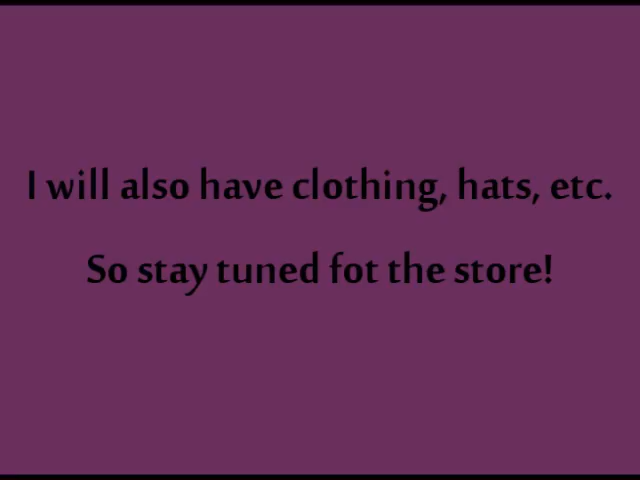 I will also have clothing, hats, etc.
So stay tuned fot the store!